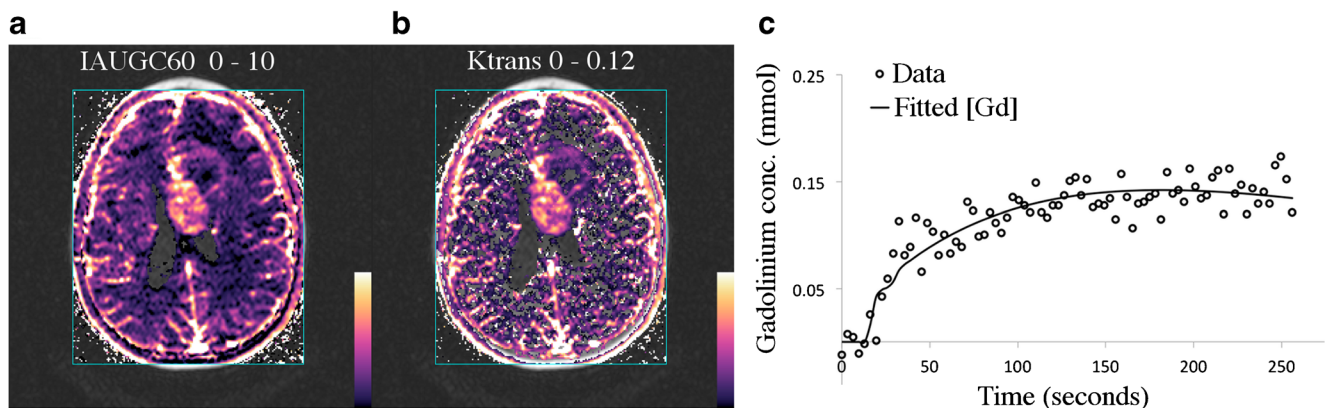 a
IAUGC60 0 - 10
b
Ktrans 0 - 0.12
c
Gadolinium conc. (mmol)
0.25
0.15
0.05
Data
Fitted [Gd]
0
50
100
150
200
250
Time (seconds)